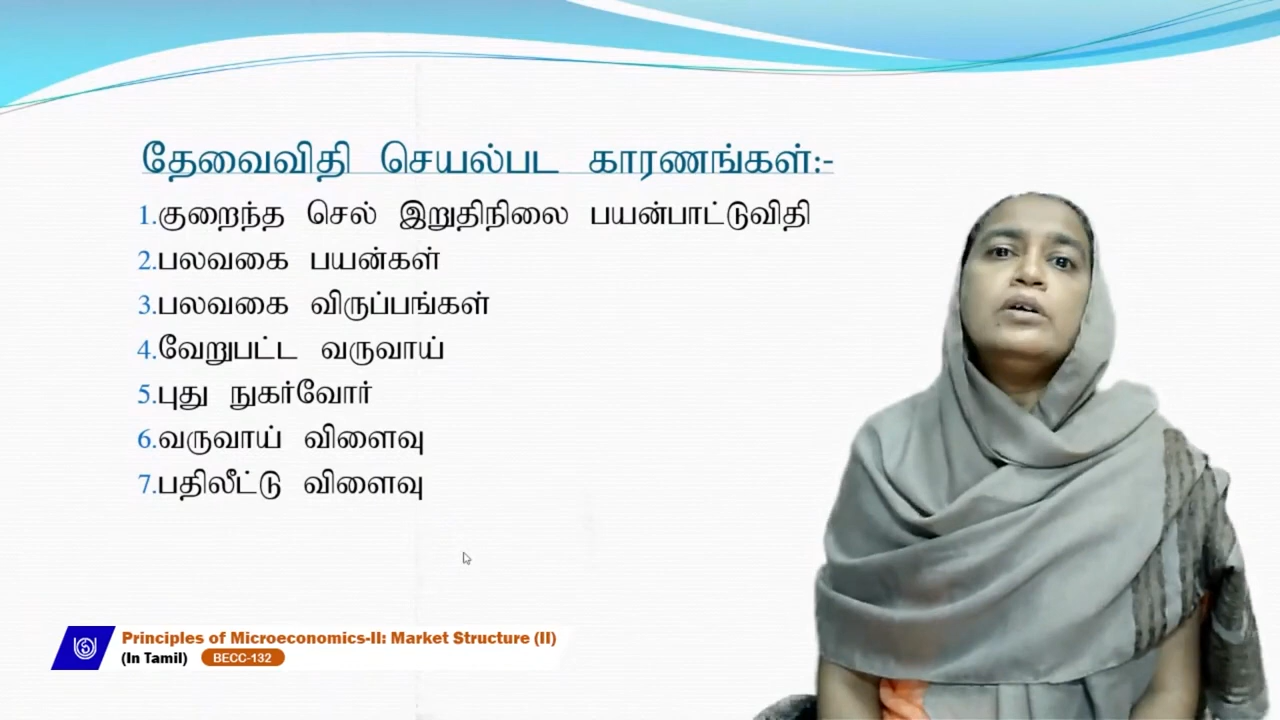 தேவைவிதி செயல்பட காரணங்கள்:-
1.குறைந்த செல் இறுதிநிலை பயன்பாட்டுவிதி
2.பலவகை பயன்கள்
3.பலவகை விருப்பங்கள்
4.வேறுபட்ட வருவாய்
5.புது நுகர்வோர்
6.வருவாய் விளைவு
7.பதிலீட்டு விளைவு
Principles of Microeconomics-II: Market Structure (II)
(In Tamil) BECC-132